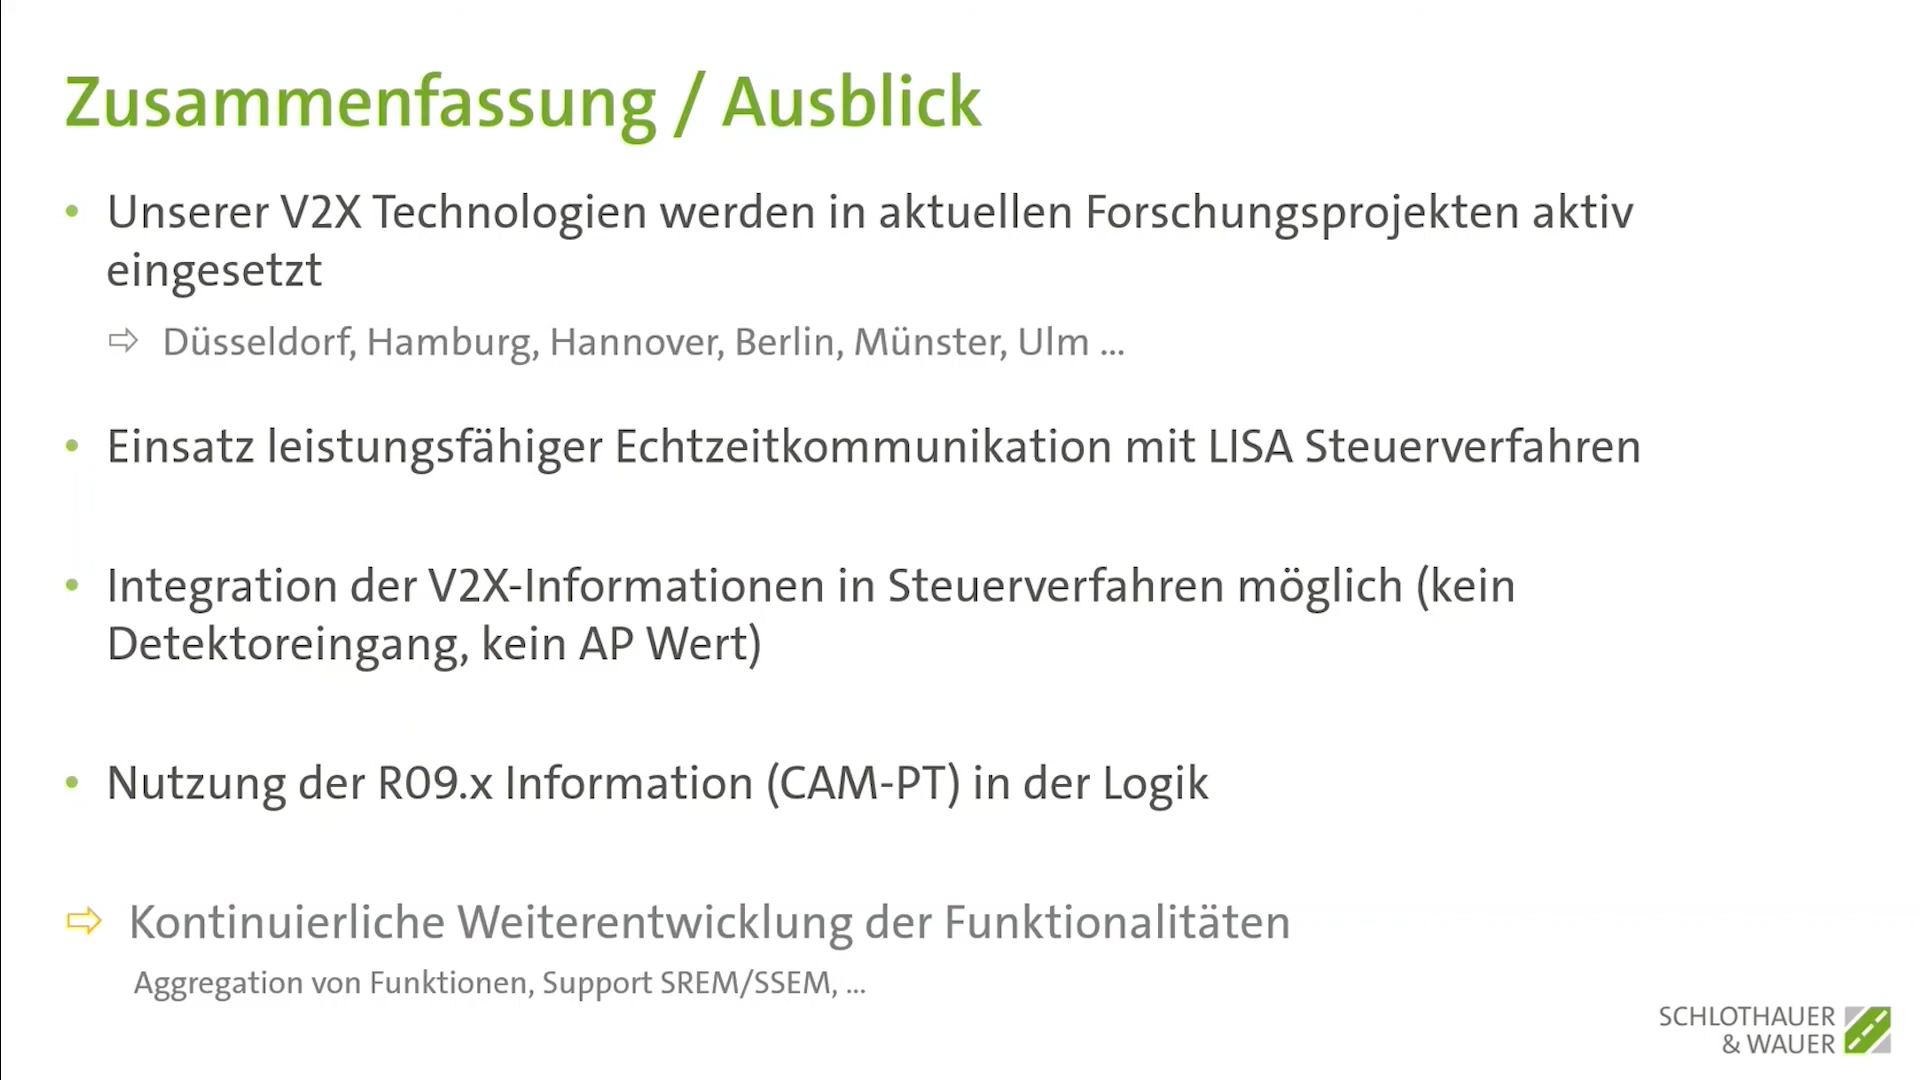 Zusammenfassung / Ausblick
• Unserer V2X Technologien werden in aktuellen Forschungsprojekten aktiv
eingesetzt
⇨ Düsseldorf, Hamburg, Hannover, Berlin, Münster, Ulm ...
• Einsatz leistungsfähiger Echtzeitkommunikation mit LISA Steuerverfahren
• Integration der V2X-Informationen in Steuerverfahren möglich (kein
Detektoreingang, kein AP Wert)
• Nutzung der R09.x Information (CAM-PT) in der Logik
⇨ Kontinuierliche Weiterentwicklung der Funktionalitäten
Aggregation von Funktionen, Support SREM/SSEM, ...
SCHLOTHAUER
& WAUER